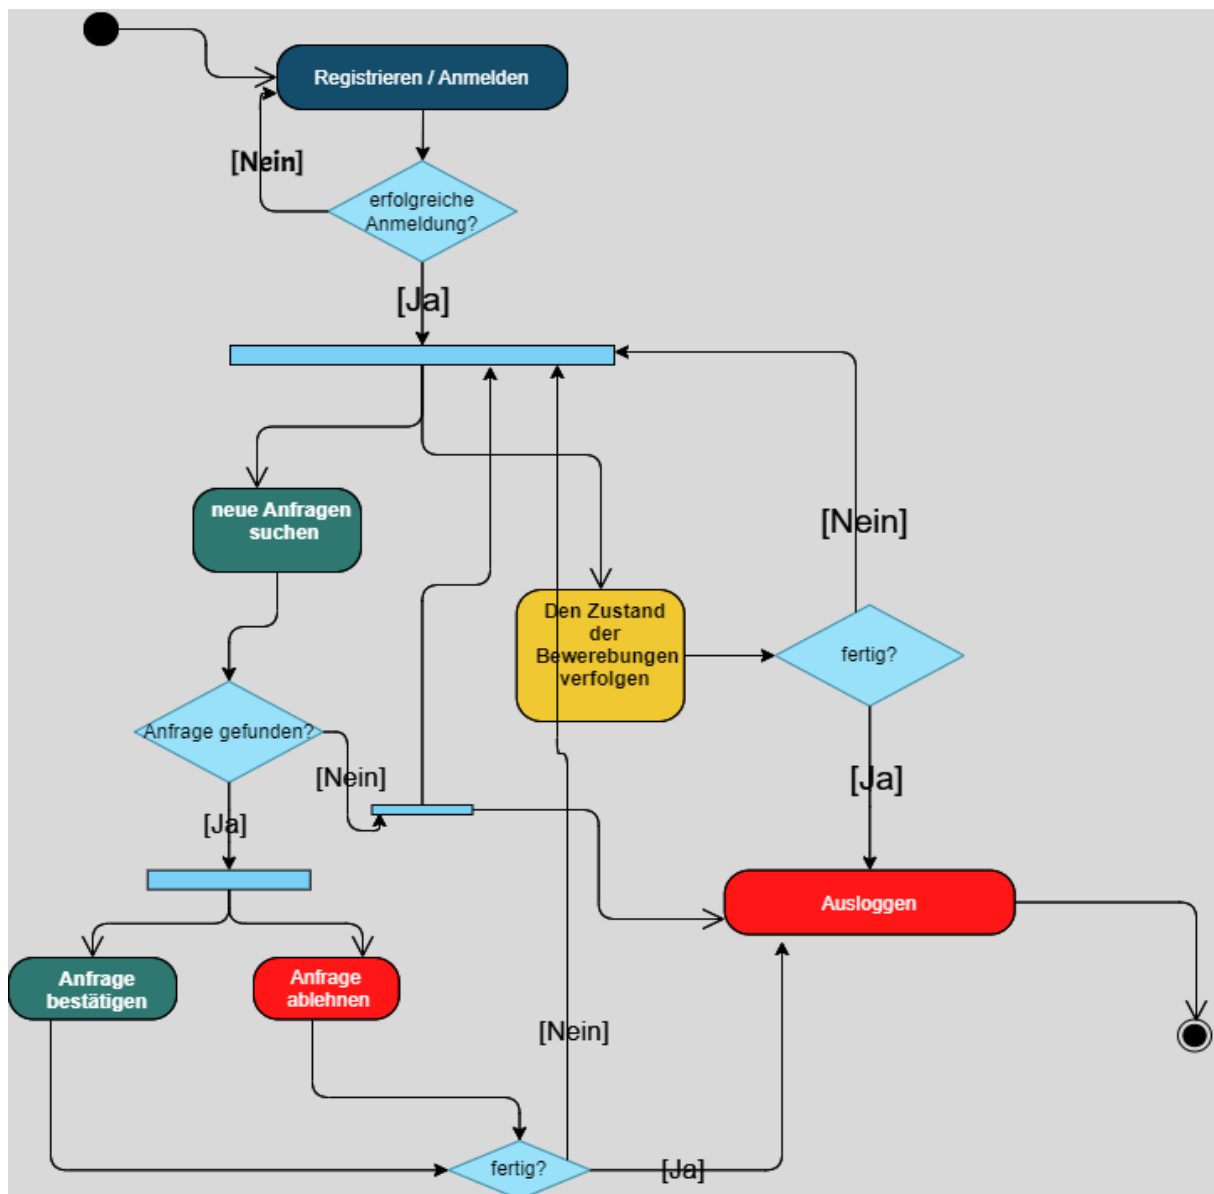 Registrieren / Anmelden
[Nein]
erfolgreiche
Anmeldung?
[Ja]
neue Anfragen
suchen
[Nein]
Den Zustand
der
Bewerebungen
verfolgen
fertig?
Anfrage gefunden?
[Nein]
[Ja]
[Ja]
Ausloggen
Anfrage
bestätigen
Anfrage
ablehnen
[Nein]
fertig?
[Ja]